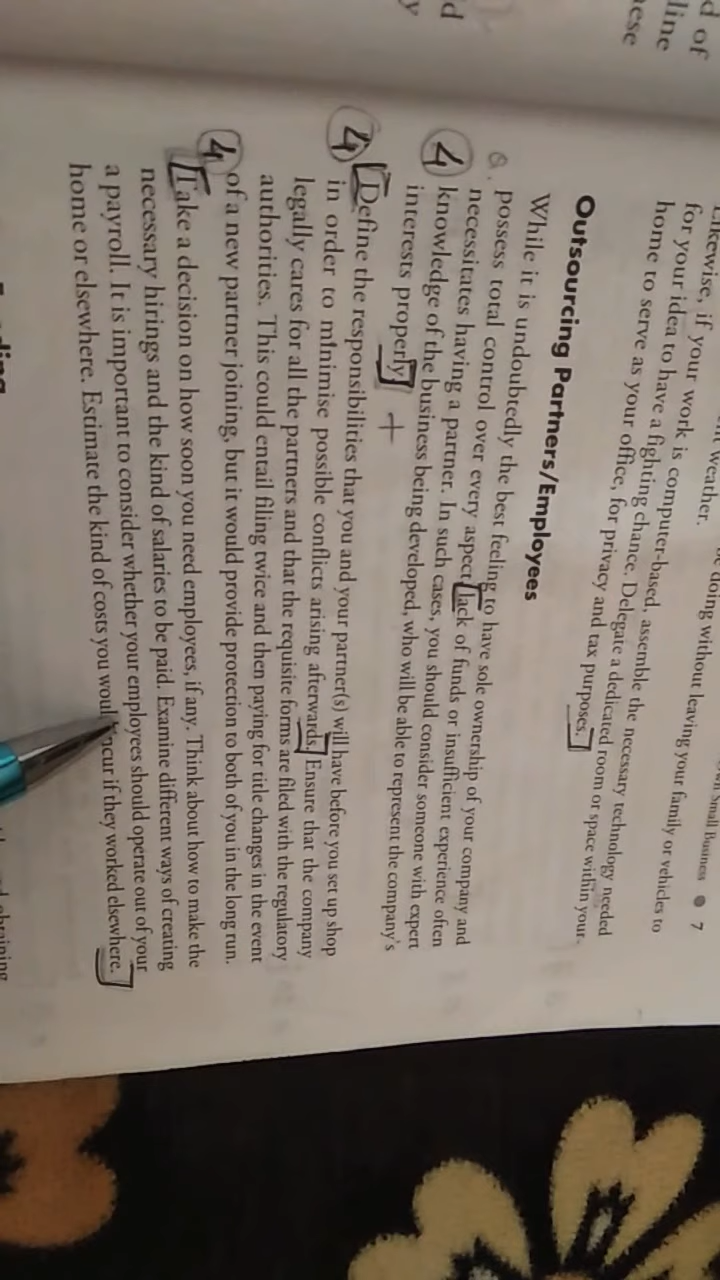 d of
line
nese
d
y
Small Business ● 7
doing without leaving your family or vehicles to
weather.
Likewise, if your work is computer-based, assemble the necessary technology needed
for your idea to have a fighting chance. Delegate a dedicated room or space within your
home to serve as your office, for privacy and tax purposes.
Outsourcing Partners/Employees
While it is undoubtedly the best feeling to have sole ownership of your company and
8. possess total control over every aspect, lack of funds or insufficient experience often
necessitates having a partner. In such cases, you should consider someone with expert
4 knowledge of the business being developed, who will be able to represent the company's
interests properly. +
4 Define the responsibilities that you and your partner(s) will have before you set up shop
in order to minimise possible conflicts arising afterwards. Ensure that the company
legally cares for all the partners and that the requisite forms are filed with the regulatory
authorities. This could entail filing twice and then paying for title changes in the event
4 of a new partner joining, but it would provide protection to both of you in the long run.
Take a decision on how soon you need employees, if any. Think about how to make the
necessary hirings and the kind of salaries to be paid. Examine different ways of creating
a payroll. It is important to consider whether your employees should operate out of your
home or elsewhere. Estimate the kind of costs you would incur if they worked elsewhere.
obtaining